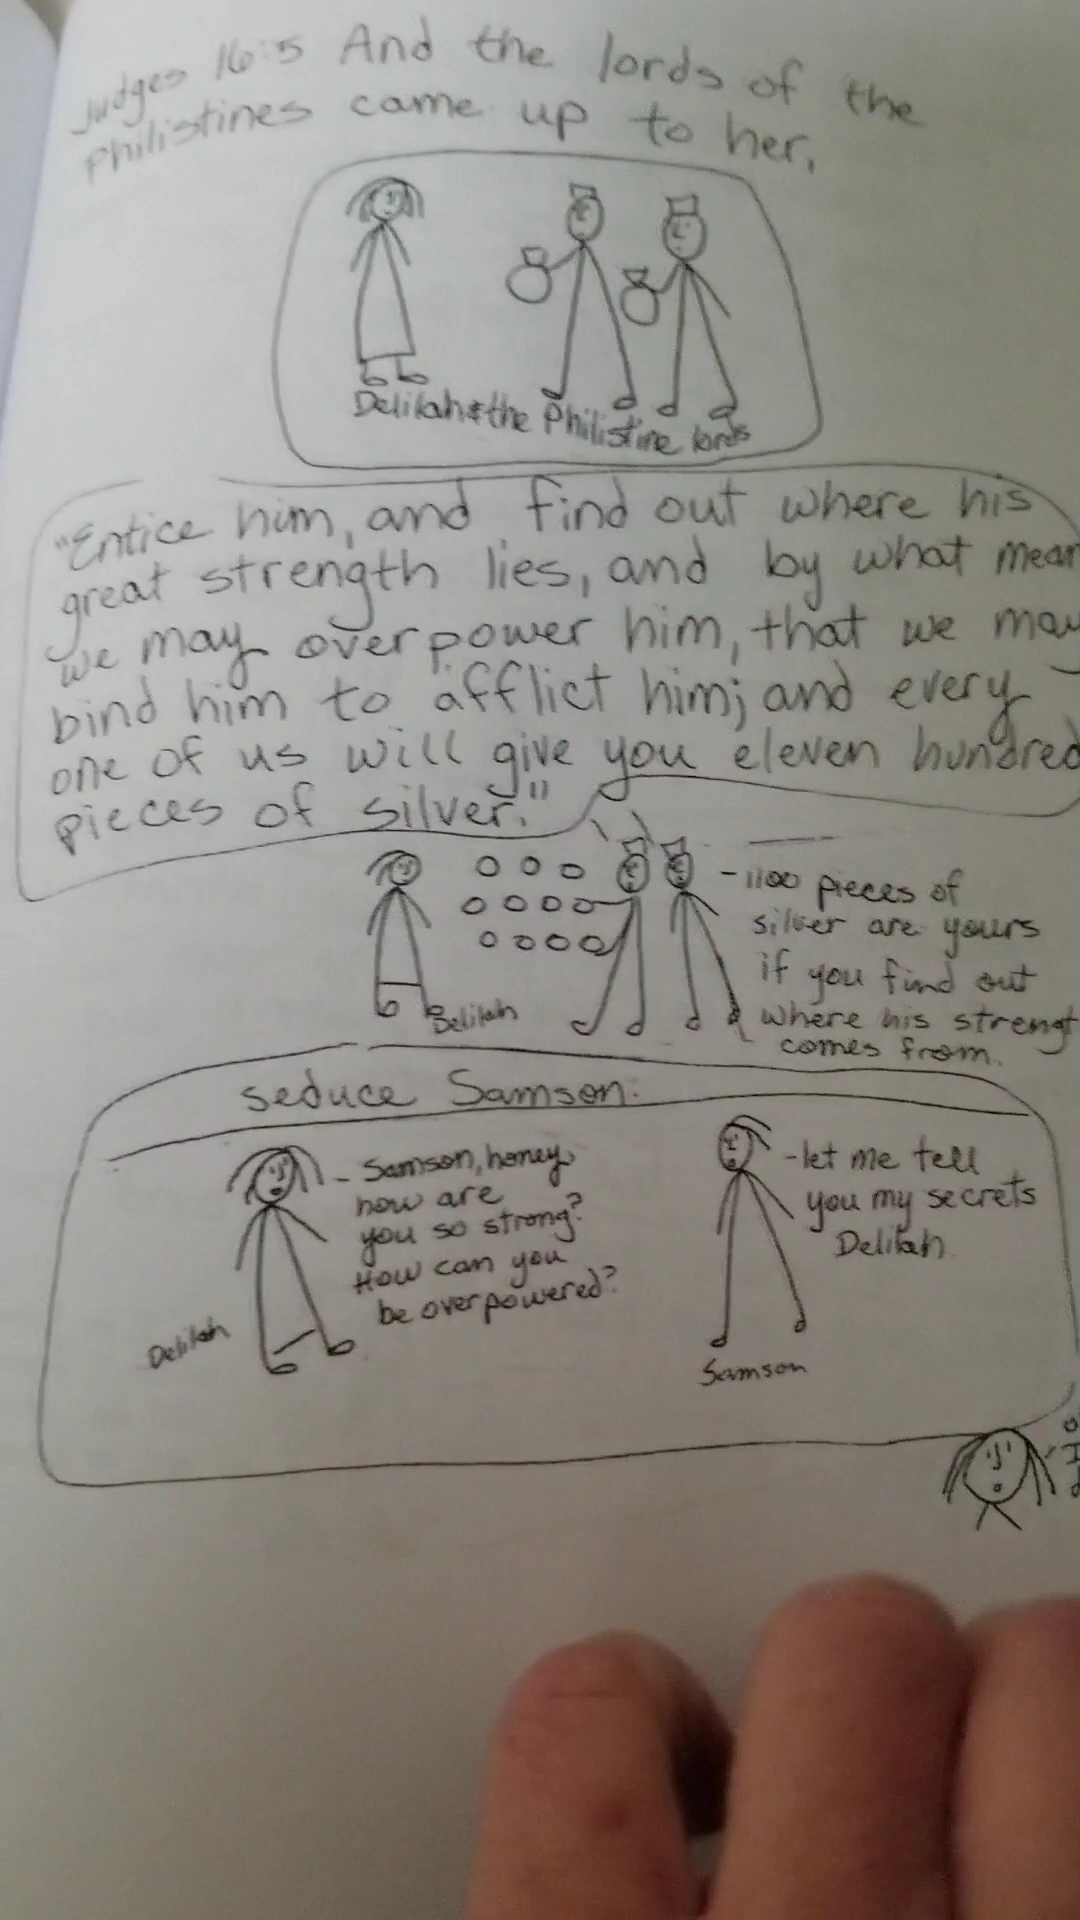 Judges 16:5 And the lords of the
Philistines came up to her,
Delilah & the Philistine lords
"Entice him, and find out where his
great strength lies, and by what
we may overpower him, that we may
bind him to afflict him; and every
one of us will give you eleven hundred
pieces of silver."
-1100 pieces of
silver are yours
if you find out
where his strengt
comes from.
Delilah
seduce Samson:
- Samson, honey,
how are
you so strong?
How can you
be overpowered?
Delilah
-let me tell
you my secrets
Delilah.
Samson